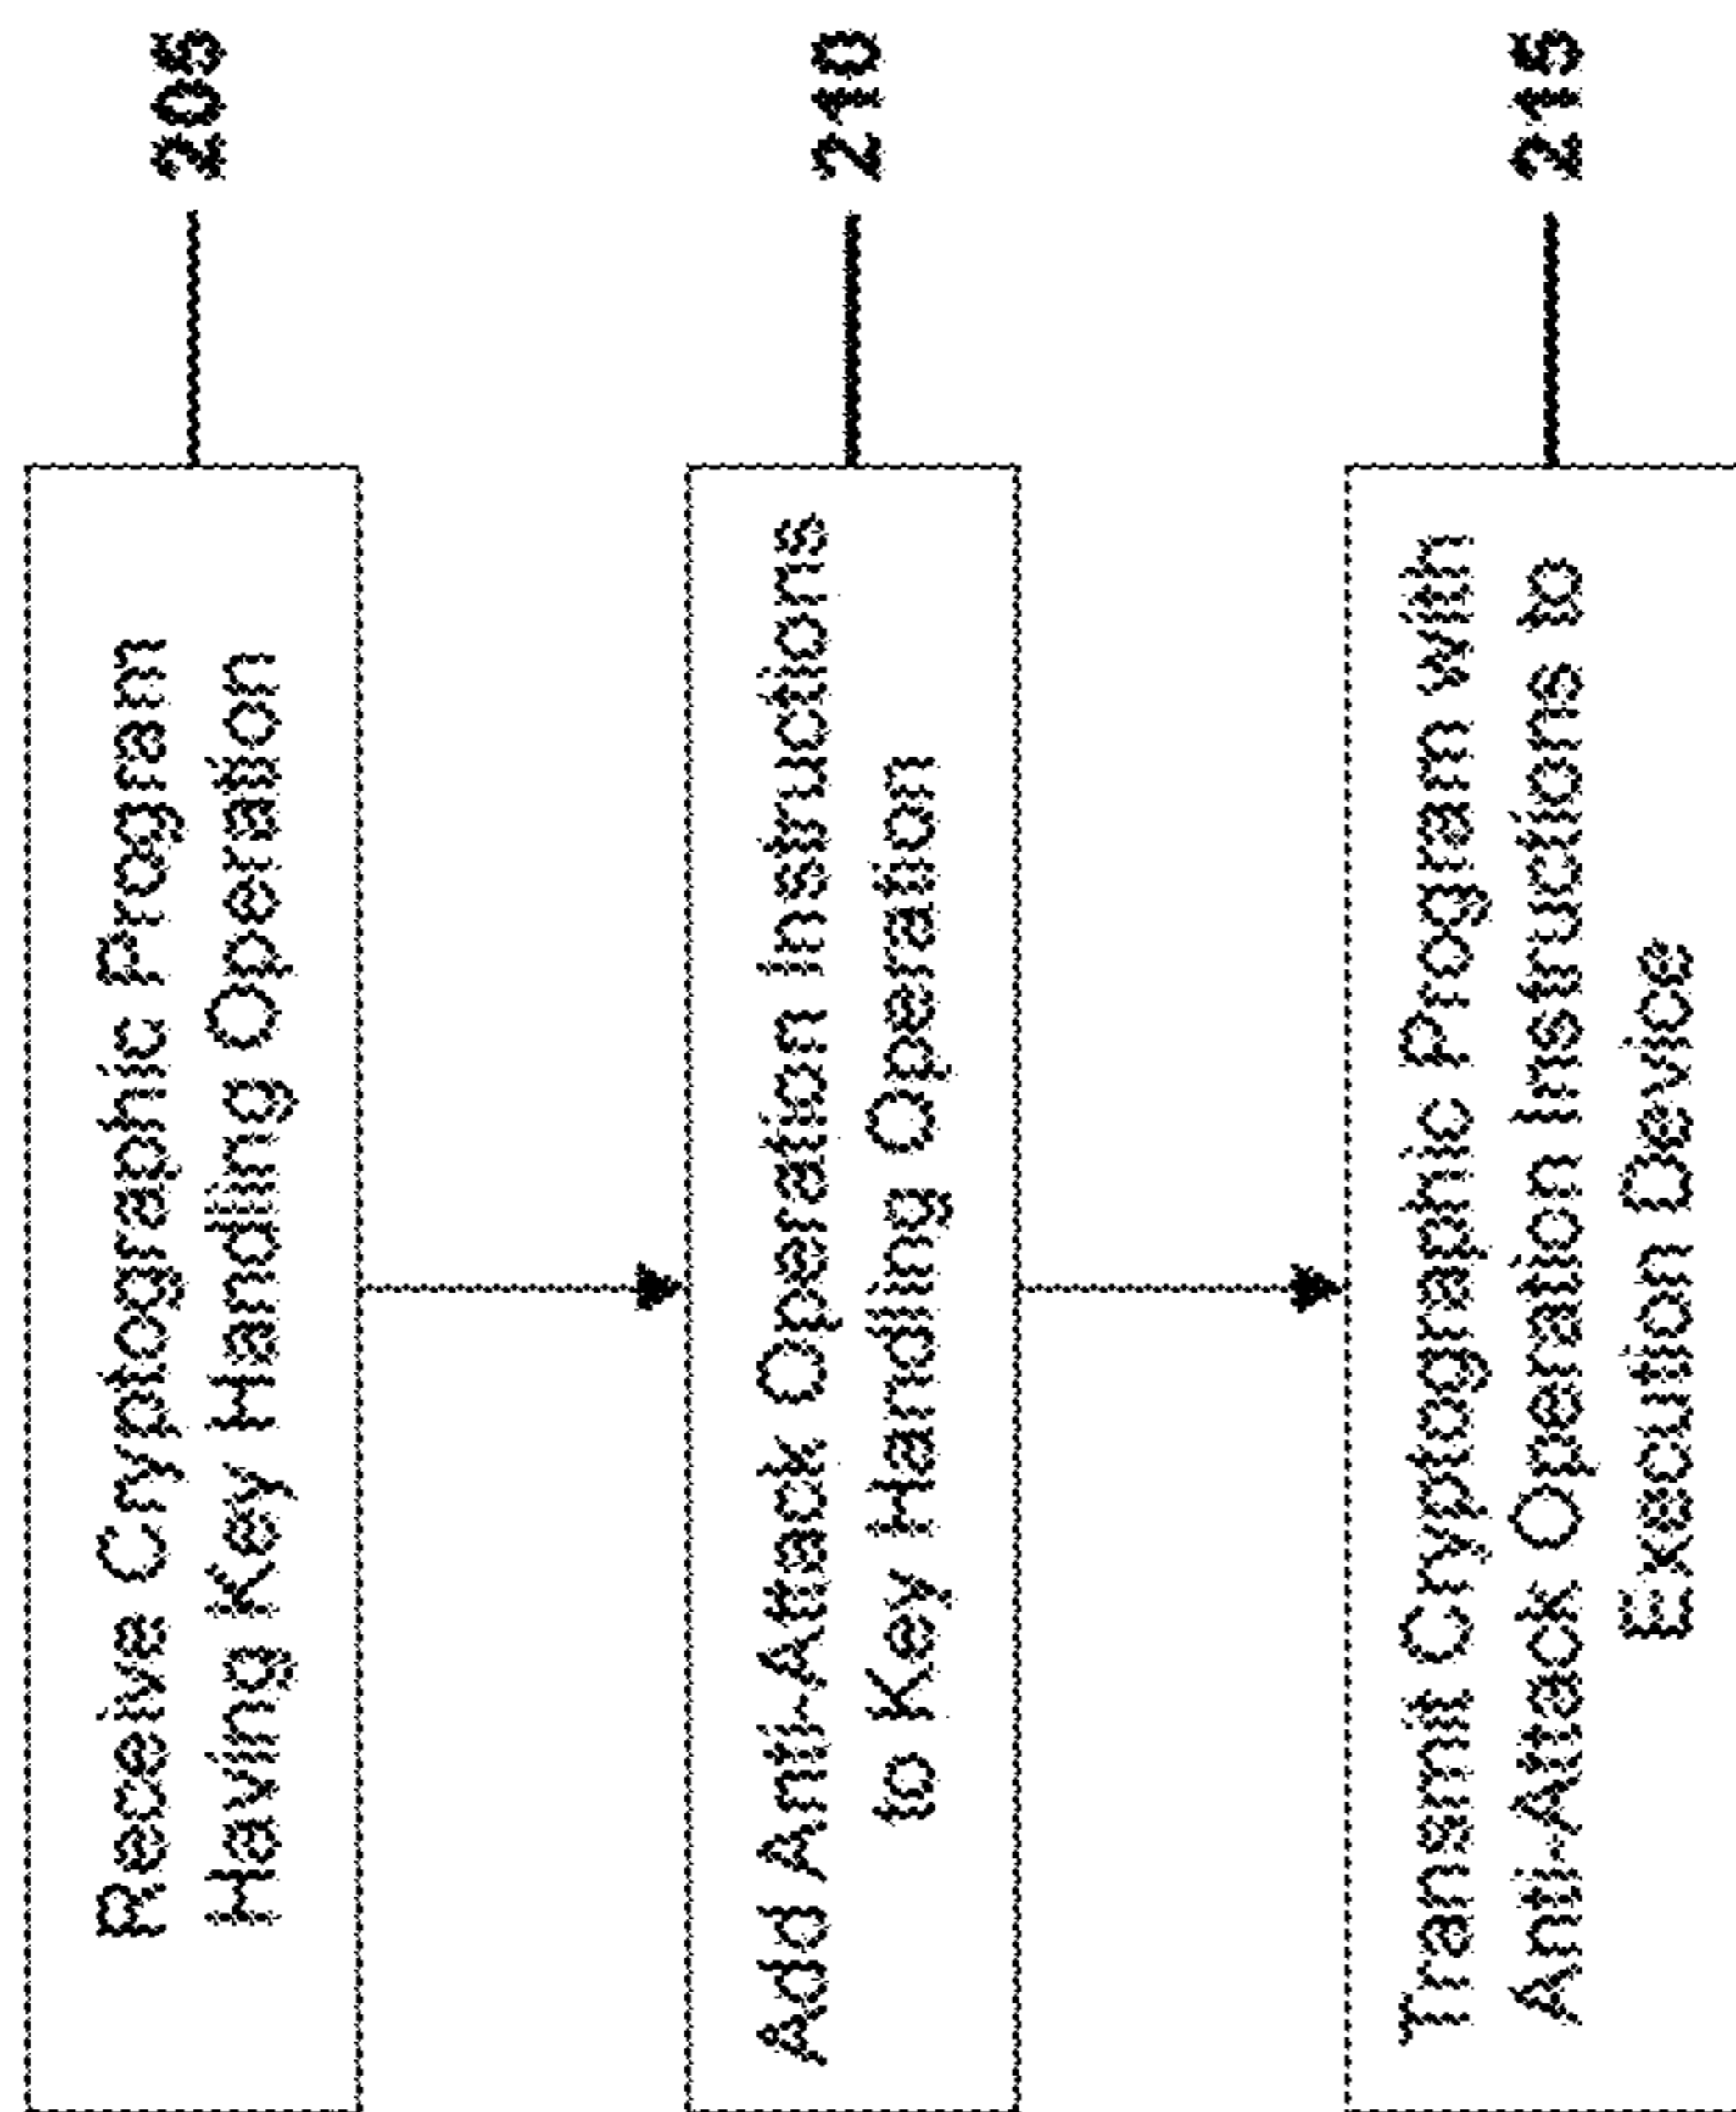 Receive Cryptographic Program
Having Key Handling Operation
205
Add Anti-Attack Operation Instructions
to Key Handling Operation
210
Transmit Cryptographic Program with
Anti-Attack Operation Instructions to
Execution Device
215